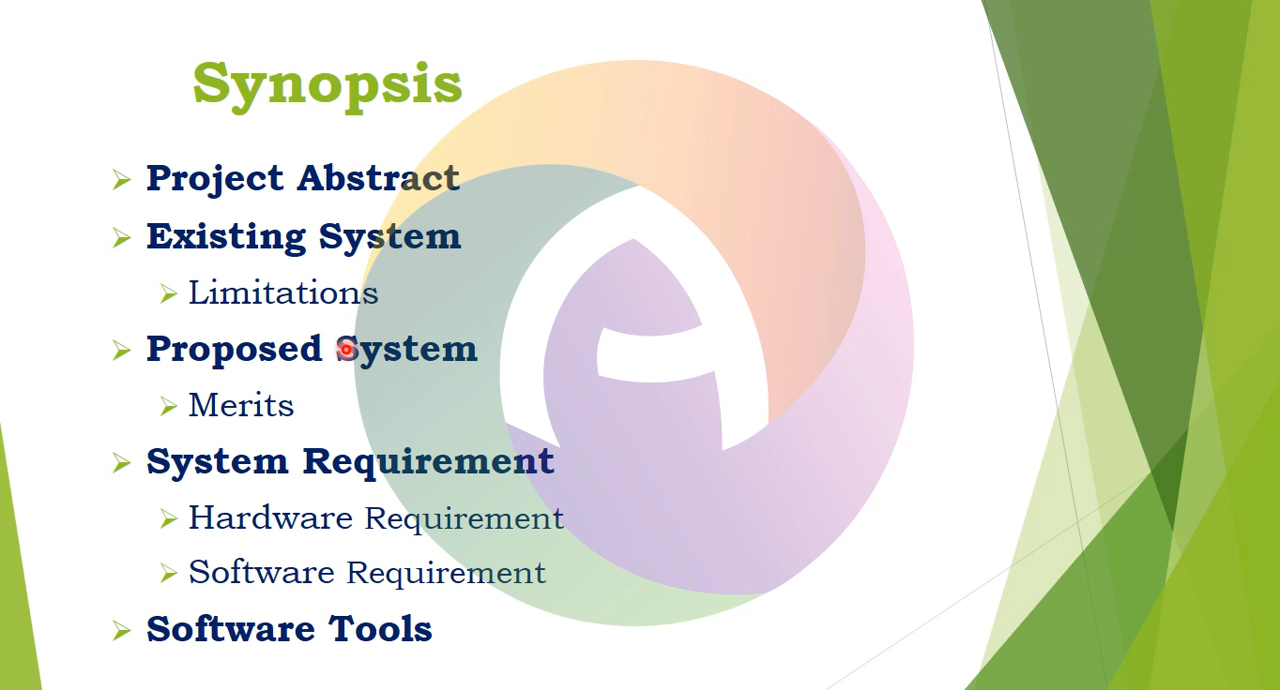 Synopsis
Project Abstract
Existing System
Limitations
Proposed System
Merits
System Requirement
Hardware Requirement
Software Requirement
Software Tools